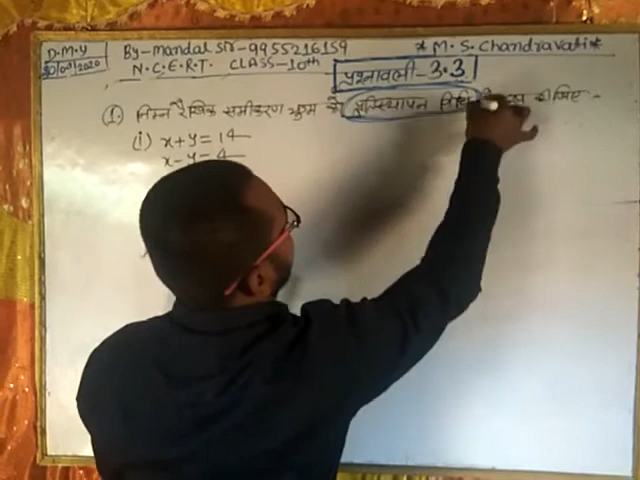 D.M.Y By-Mandal Sir-9955216159 * M.S. Chandravati *
30/09/2020 N.C.E.R.T. CLASS-10th
प्रश्नावली-3.3
1. निम्न रैखिक समीकरण युग्म को प्रतिस्थापन विधि कीजिए :-
(i) x+y=14
x-y=4